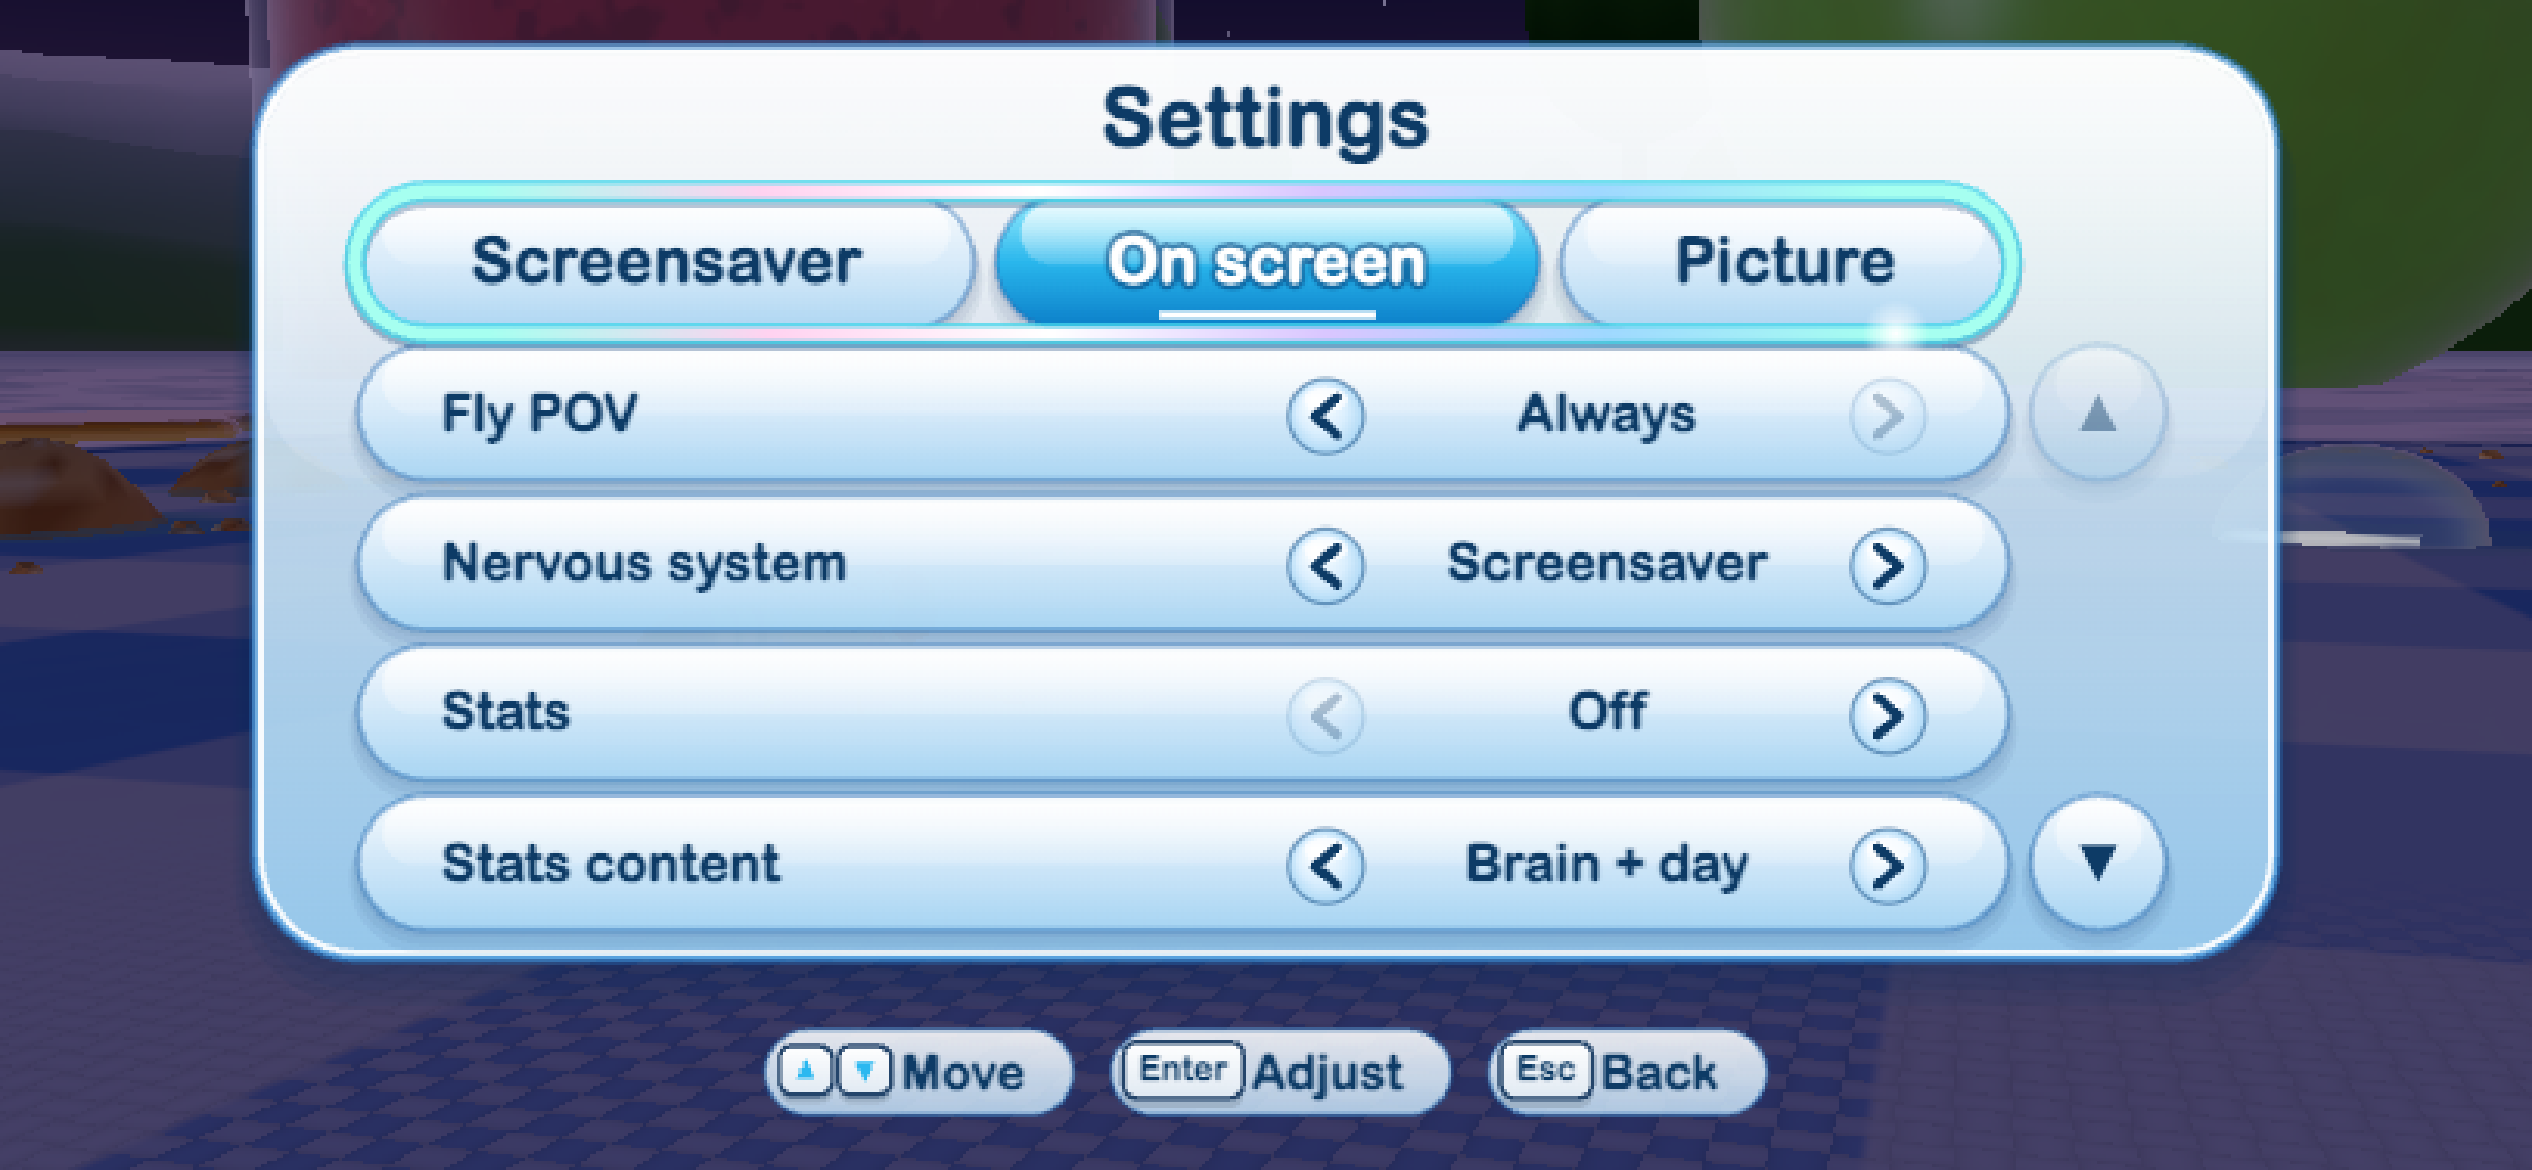 Settings
Screensaver On screen Picture
Fly POV < Always >
▲
Nervous system < Screensaver >
Stats < Off >
Stats content < Brain + day >
▼
▲ ▼ Move Enter Adjust Esc Back